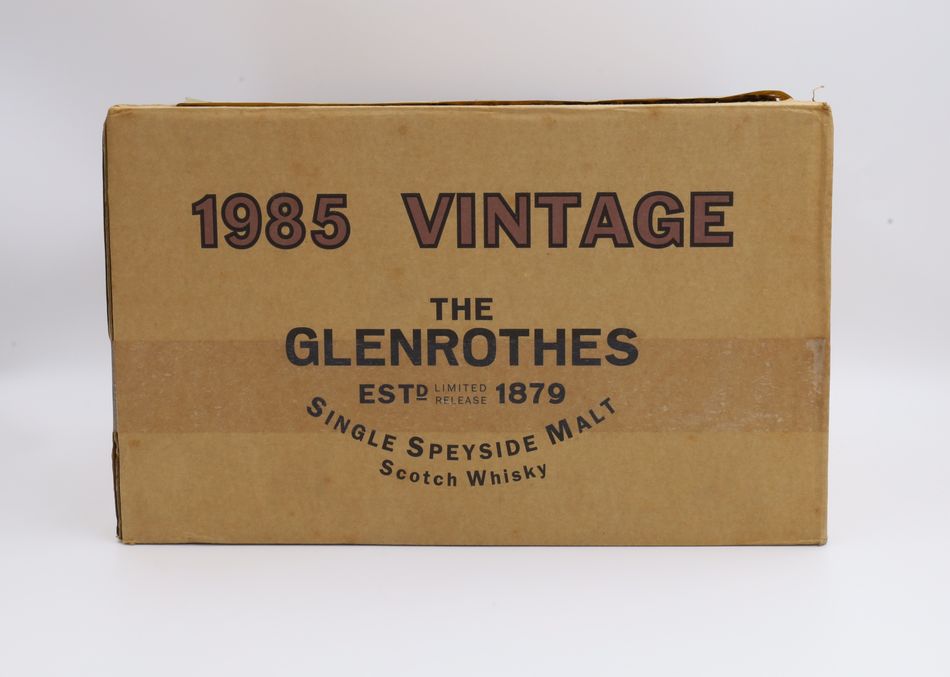 1985 VINTAGE
THE
GLENROTHES
ESTD LIMITED RELEASE 1879
SINGLE SPEYSIDE MALT
Scotch Whisky